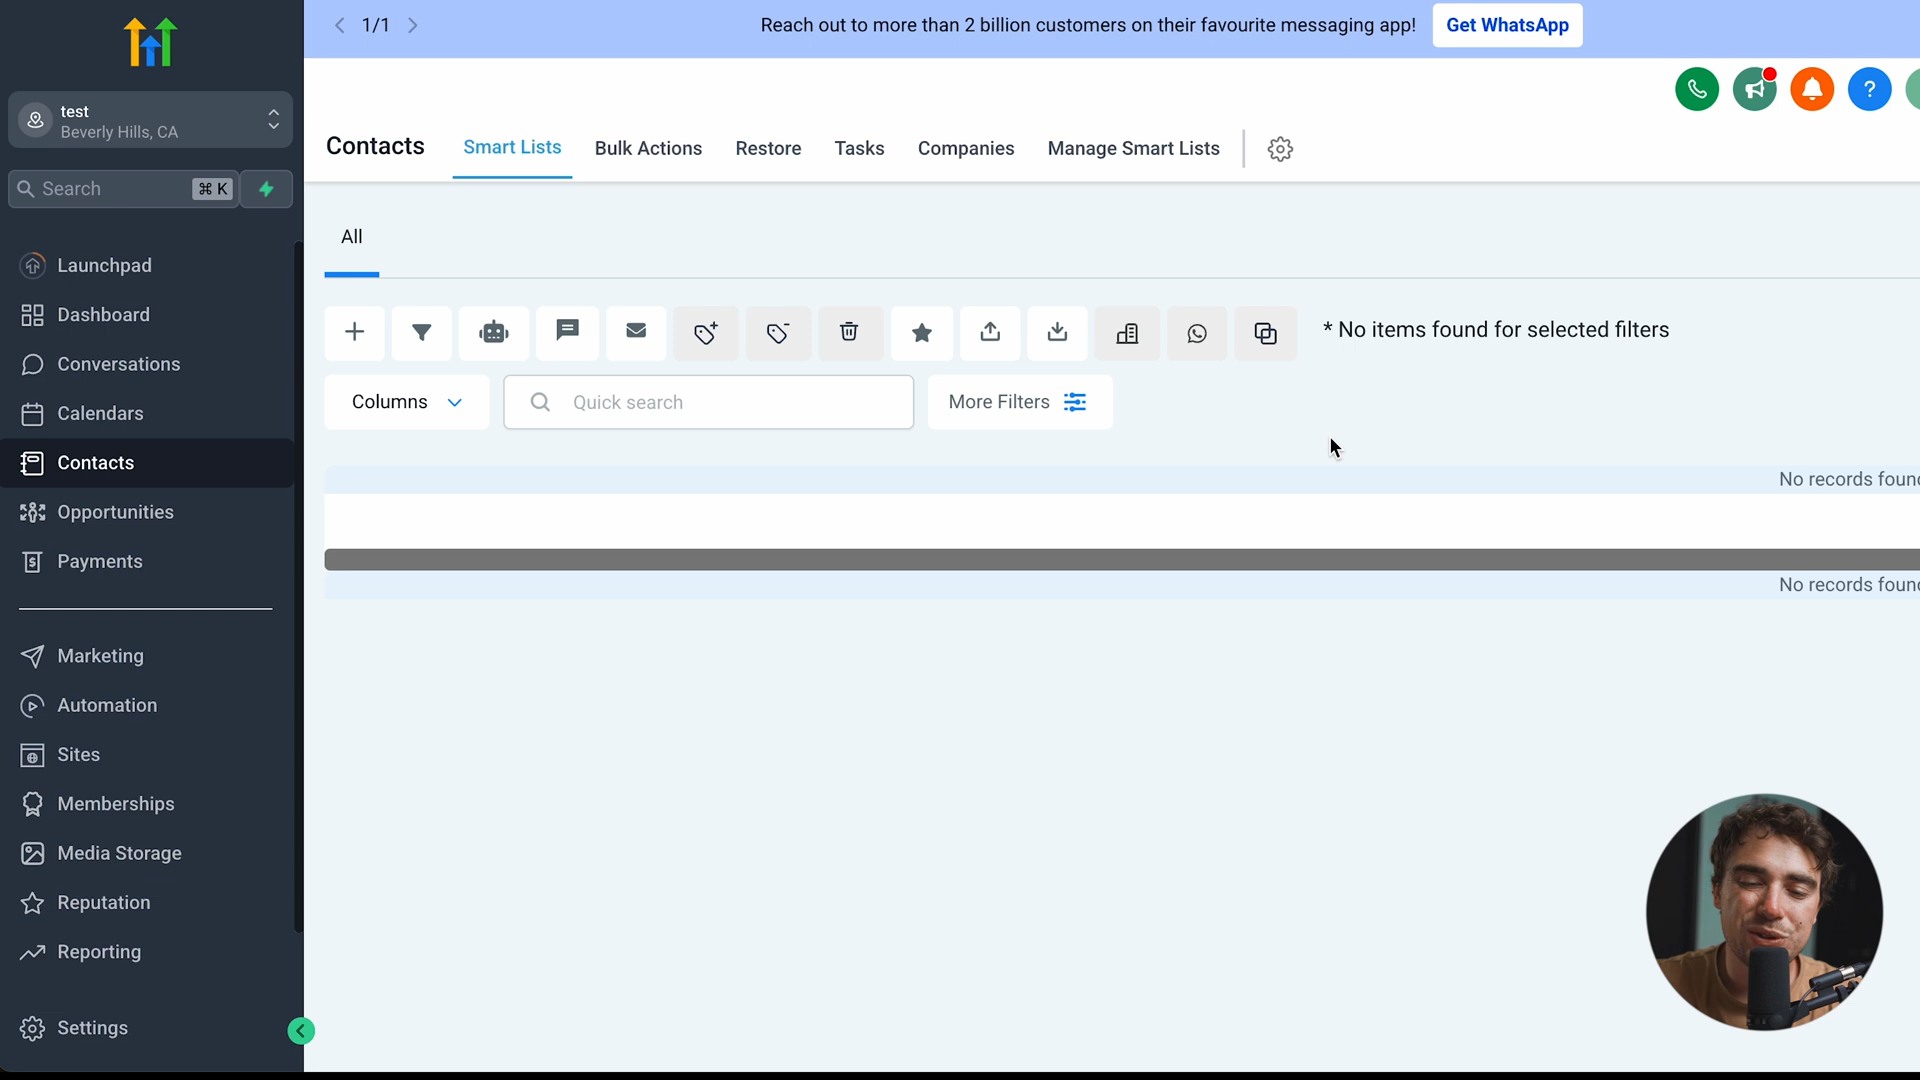 1/1
Reach out to more than 2 billion customers on their favourite messaging app!
Get WhatsApp
test
Beverly Hills, CA
Search
⌘ K
Contacts
Smart Lists
Bulk Actions
Restore
Tasks
Companies
Manage Smart Lists
All
* No items found for selected filters
Columns
Quick search
More Filters
No records found
No records found
Launchpad
Dashboard
Conversations
Calendars
Contacts
Opportunities
Payments
Marketing
Automation
Sites
Memberships
Media Storage
Reputation
Reporting
Settings